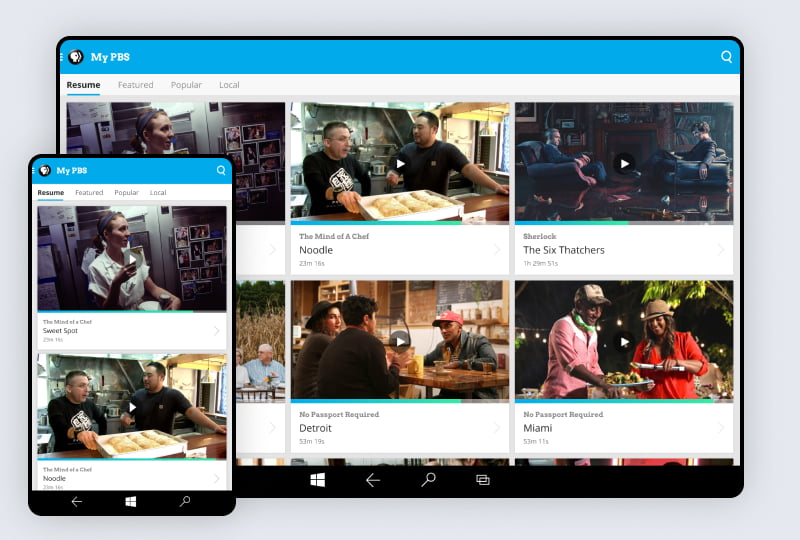 My PBS
Resume Featured Popular Local
The Mind of A Chef
Noodle
23m 16s
Sherlock
The Six Thatchers
1h 29m 51s
No Passport Required
Detroit
53m 19s
No Passport Required
Miami
53m 11s
My PBS
Resume Featured Popular Local
The Mind of a Chef
Sweet Spot
23m 16s
The Mind of a Chef
Noodle
23m 16s